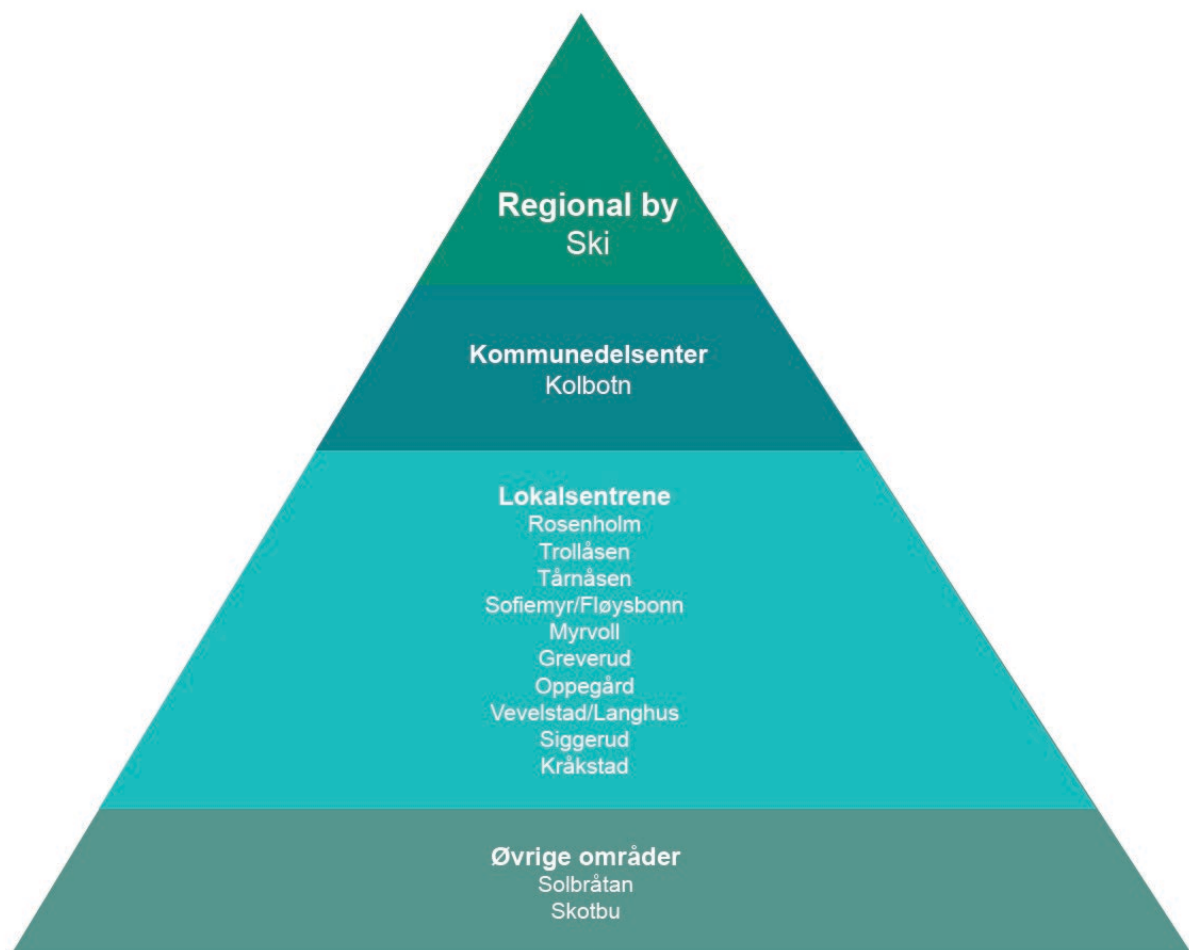 Regional by
Ski
Kommunedelsenter
Kolbotn
Lokalsentrene
Rosenholm
Trollåsen
Tårnåsen
Sofiemyr/Fløysbonn
Myrvoll
Greverud
Oppegård
Vevelstad/Langhus
Siggerud
Kråkstad
Øvrige områder
Solbråtan
Skotbu